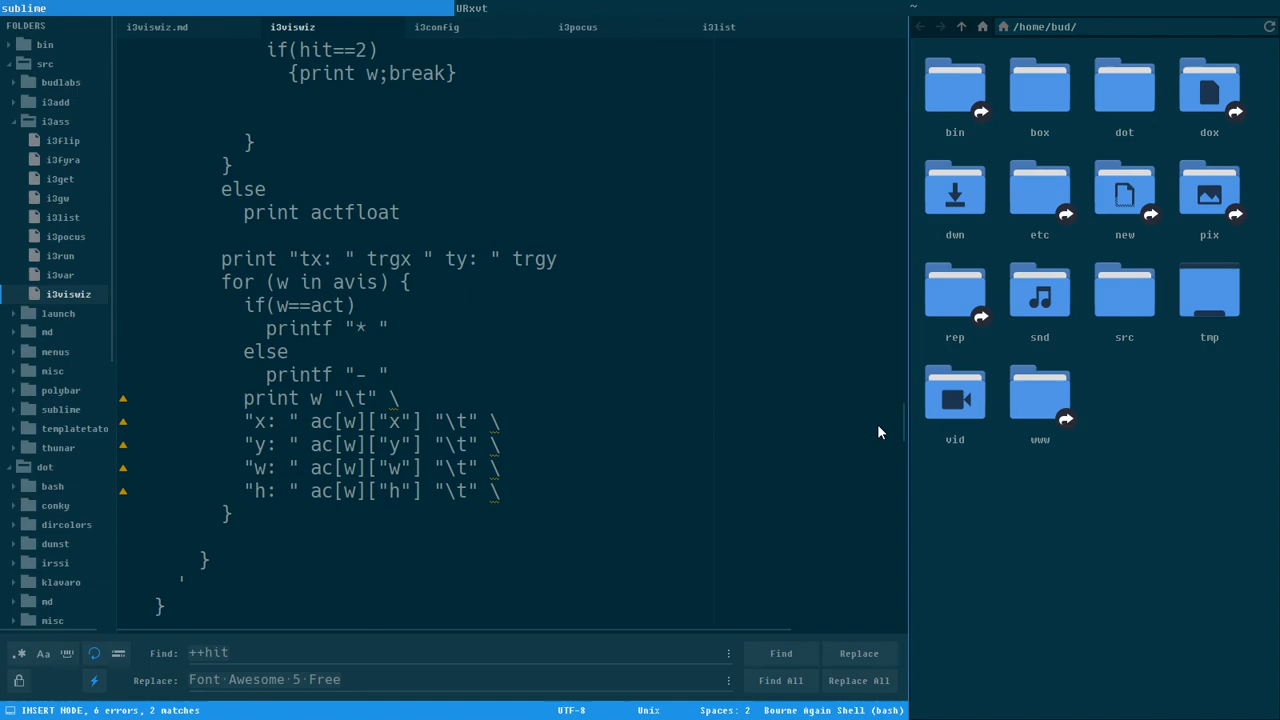 sublime
URxvt
~
FOLDERS
bin
src
budlabs
i3add
i3ass
i3flip
i3fyra
i3get
i3gw
i3list
i3pocus
i3run
i3var
i3viswiz
launch
md
menus
misc
polybar
sublime
templatetato
thunar
dot
bash
conky
dircolors
dunst
irssi
klavaro
md
misc
i3viswiz.md
i3viswiz
i3config
i3pocus
i3list
if(hit==2)
{print w;break}
}
}
else
print actfloat
print "tx: " trgx " ty: " trgy
for (w in avis) {
if(w==act)
printf "* "
else
printf "- "
print w "\t" \
"x: " ac[w]["x"] "\t" \
"y: " ac[w]["y"] "\t" \
"w: " ac[w]["w"] "\t" \
"h: " ac[w]["h"] "\t" \
}
}
'
}
/home/bud/
bin
box
dot
dox
dwn
etc
new
pix
rep
snd
src
tmp
vid
www
.* Aa Find: ++hit Find Replace
Replace: Font Awesome 5 Free Find All Replace All
INSERT MODE, 6 errors, 2 matches UTF-8 Unix Spaces: 2 Bourne Again Shell (bash)